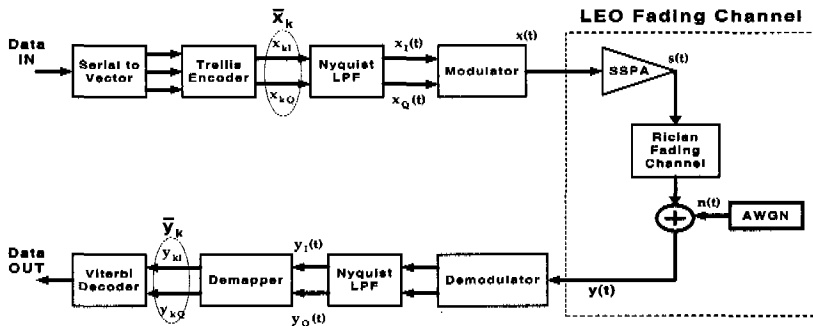 LEO Fading Channel
Data
IN
Serial to
Vector
Trellis
Encoder
x̄k
xkI
xkQ
Nyquist
LPF
xI(t)
xQ(t)
Modulator
x(t)
SSPA
s(t)
Rician
Fading
Channel
n(t)
AWGN
+
y(t)
Demodulator
Nyquist
LPF
yI(t)
yQ(t)
Demapper
ȳk
ykI
ykQ
Viterbi
Decoder
Data
OUT